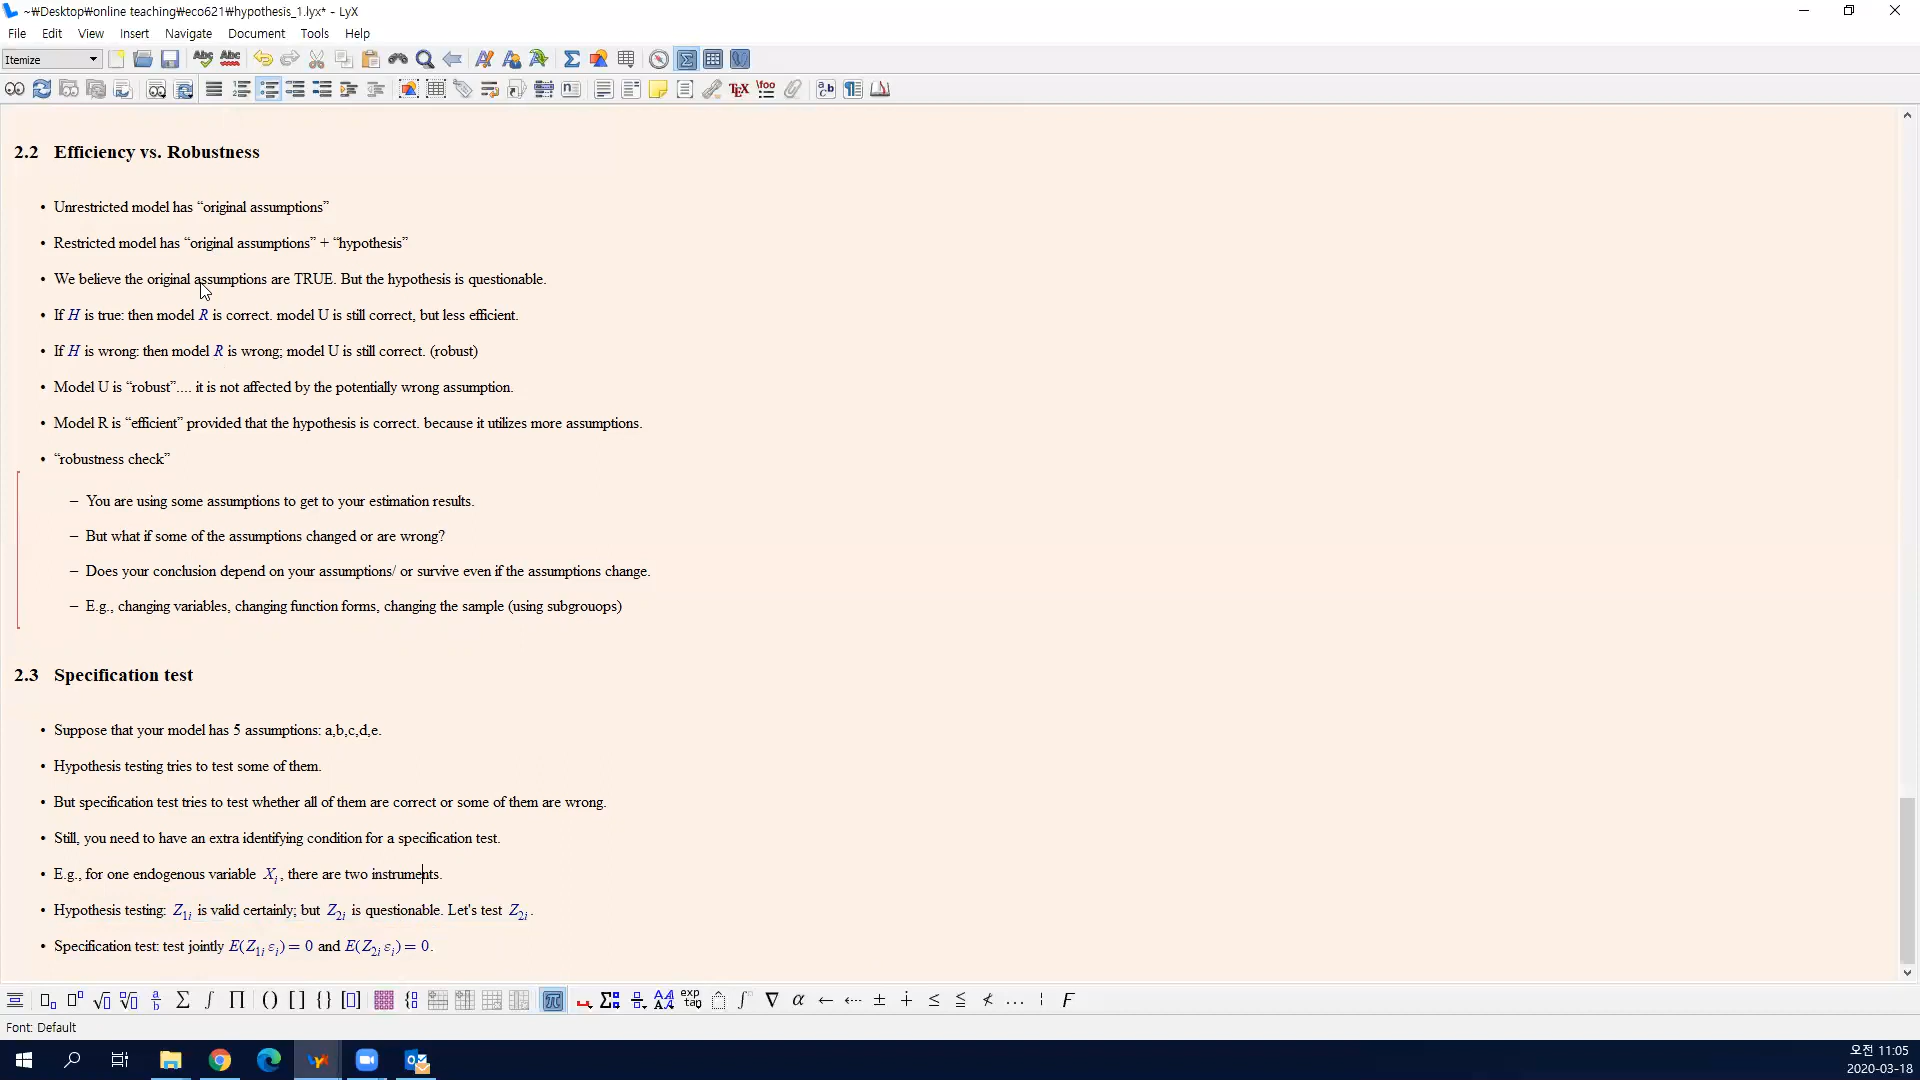 ~₩Desktop₩online teaching₩eco621₩hypothesis_1.lyx* - LyX
File Edit View Insert Navigate Document Tools Help
Itemize
2.2 Efficiency vs. Robustness
• Unrestricted model has “original assumptions”
• Restricted model has “original assumptions” + “hypothesis”
• We believe the original assumptions are TRUE. But the hypothesis is questionable.
• If H is true: then model R is correct. model U is still correct, but less efficient.
• If H is wrong: then model R is wrong; model U is still correct. (robust)
• Model U is “robust”.... it is not affected by the potentially wrong assumption.
• Model R is “efficient” provided that the hypothesis is correct. because it utilizes more assumptions.
• “robustness check”
– You are using some assumptions to get to your estimation results.
– But what if some of the assumptions changed or are wrong?
– Does your conclusion depend on your assumptions/ or survive even if the assumptions change.
– E.g., changing variables, changing function forms, changing the sample (using subgrouops)
2.3 Specification test
• Suppose that your model has 5 assumptions: a,b,c,d,e.
• Hypothesis testing tries to test some of them.
• But specification test tries to test whether all of them are correct or some of them are wrong.
• Still, you need to have an extra identifying condition for a specification test.
• E.g., for one endogenous variable X_i, there are two instruments.
• Hypothesis testing: Z_{1i} is valid certainly; but Z_{2i} is questionable. Let's test Z_{2i}.
• Specification test: test jointly E(Z_{1i} ε_i) = 0 and E(Z_{2i} ε_i) = 0.
Font: Default
오전 11:05
2020-03-18